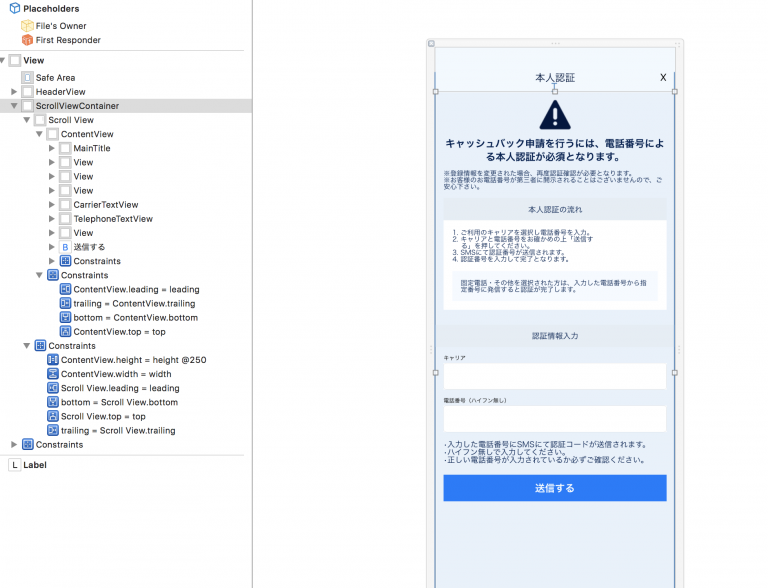 Placeholders
File's Owner
First Responder
View
Safe Area
HeaderView
ScrollViewContainer
Scroll View
ContentView
MainTitle
View
View
View
CarrierTextView
TelephoneTextView
View
B 送信する
Constraints
Constraints
ContentView.leading = leading
trailing = ContentView.trailing
bottom = ContentView.bottom
ContentView.top = top
Constraints
ContentView.height = height @250
ContentView.width = width
Scroll View.leading = leading
bottom = Scroll View.bottom
Scroll View.top = top
trailing = Scroll View.trailing
Constraints
L Label
本人認証 X
キャッシュバック申請を行うには、電話番号によ
る本人認証が必須となります。
※登録情報を変更された場合、再度認証確認が必要となります。
※お客様のお電話番号が第三者に開示されることはございませんので、ご
安心下さい。
本人認証の流れ
1. ご利用のキャリアを選択し電話番号を入力。
2. キャリアと電話番号をお確かめの上「送信す
る」を押してください。
3. SMSにて認証番号が送信されます。
4. 認証番号を入力して完了となります。
固定電話・その他を選択された方は、入力した電話番号から指
定番号に発信すると認証が完了します。
認証情報入力
キャリア
電話番号（ハイフン無し）
・入力した電話番号にSMSにて認証コードが送信されます。
・ハイフン無しで入力してください。
・正しい電話番号が入力されているか必ずご確認ください。
送信する